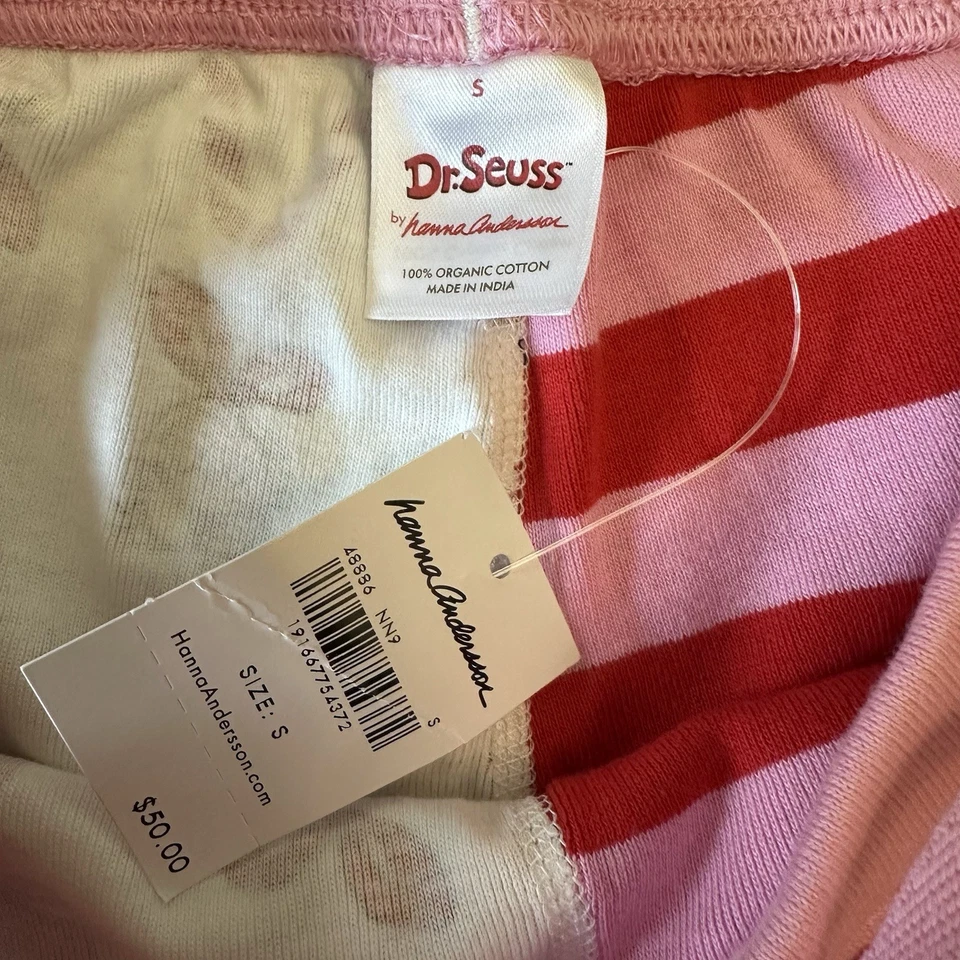 S
Dr. Seuss™
by hanna Andersson
100% ORGANIC COTTON
MADE IN INDIA
hanna Andersson
48886 NN9
S
191667754372
SIZE: S
HannaAndersson.com
$50.00